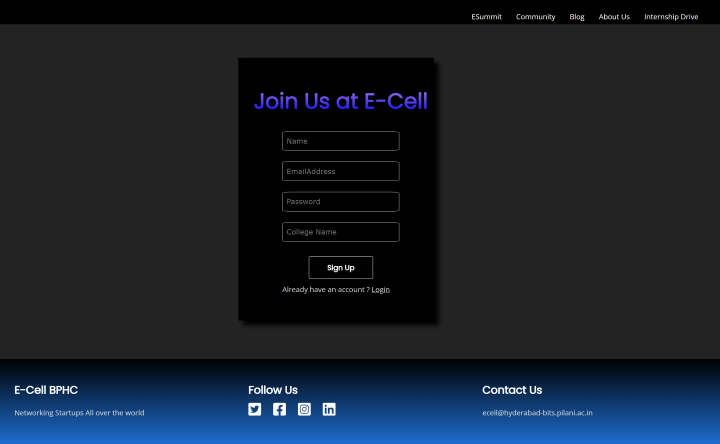 ESummit Community Blog About Us Internship Drive
Join Us at E-Cell
Name
EmailAddress
Password
College Name
Sign Up
Already have an account ? Login
E-Cell BPHC
Networking Startups All over the world
Follow Us
Contact Us
ecell@hyderabad-bits.pilani.ac.in